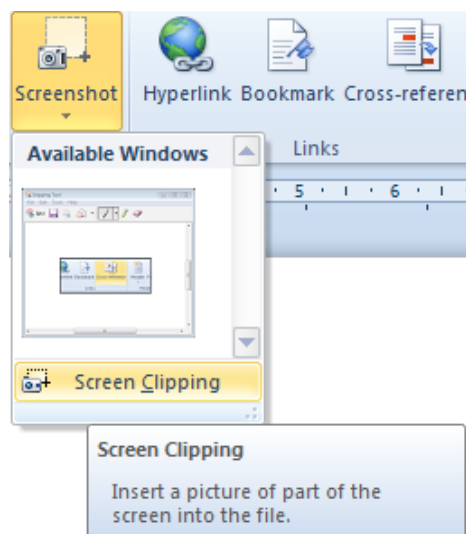 Screenshot
Hyperlink Bookmark Cross-referen
Links
Available Windows
5 6
Screen Clipping
Screen Clipping
Insert a picture of part of the
screen into the file.